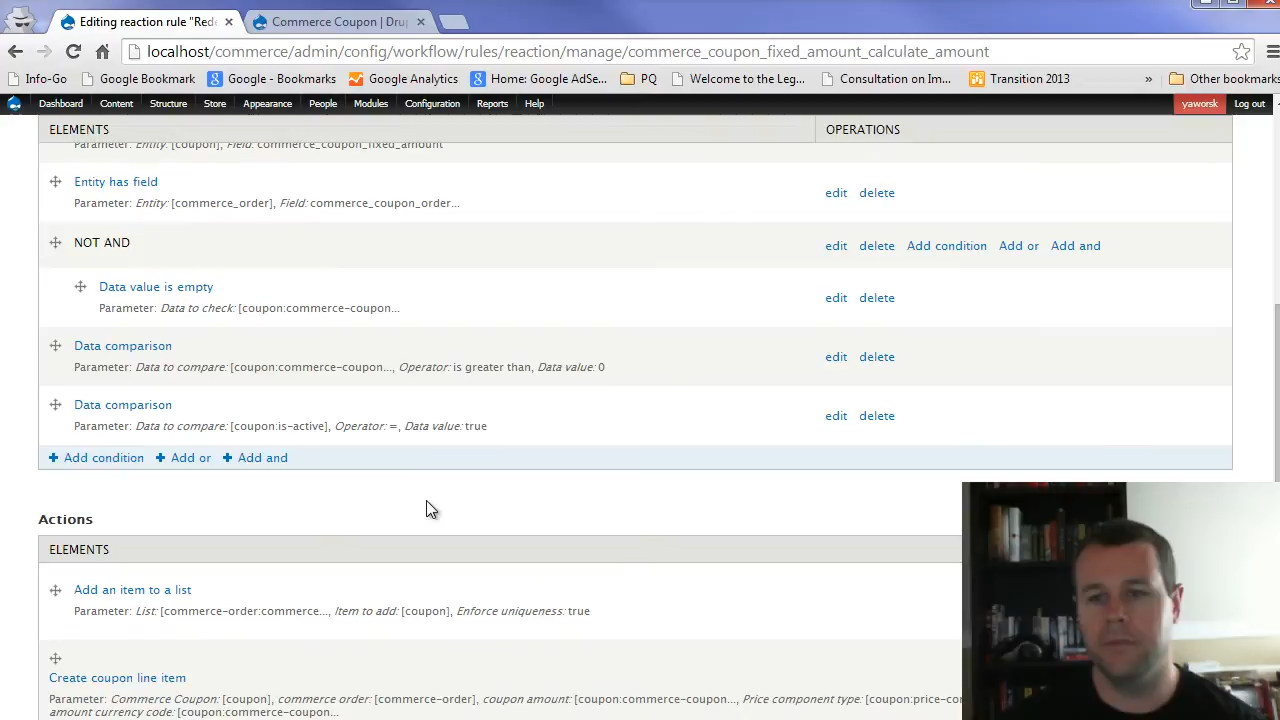 Editing reaction rule "Red
Commerce Coupon | Drup
localhost/commerce/admin/config/workflow/rules/reaction/manage/commerce_coupon_fixed_amount_calculate_amount
Info-Go Google Bookmark Google - Bookmarks Google Analytics Home: Google AdSe... PQ Welcome to the Lea... Consultation on Im... Transition 2013 » Other bookmarks
Dashboard Content Structure Store Appearance People Modules Configuration Reports Help yaworsk Log out
ELEMENTS OPERATIONS
Parameter: Entity: [coupon], Field: commerce_coupon_fixed_amount
Entity has field
edit delete
Parameter: Entity: [commerce_order], Field: commerce_coupon_order...
NOT AND edit delete Add condition Add or Add and
Data value is empty
edit delete
Parameter: Data to check: [coupon:commerce-coupon...
Data comparison
edit delete
Parameter: Data to compare: [coupon:commerce-coupon..., Operator: is greater than, Data value: 0
Data comparison
edit delete
Parameter: Data to compare: [coupon:is-active], Operator: =, Data value: true
+ Add condition + Add or + Add and
Actions
ELEMENTS
Add an item to a list
Parameter: List: [commerce-order:commerce..., Item to add: [coupon], Enforce uniqueness: true
Create coupon line item
Parameter: Commerce Coupon: [coupon], commerce order: [commerce-order], coupon amount: [coupon:commerce-coupon..., Price component type: [coupon:price-co
amount currency code: [coupon:commerce-coupon...